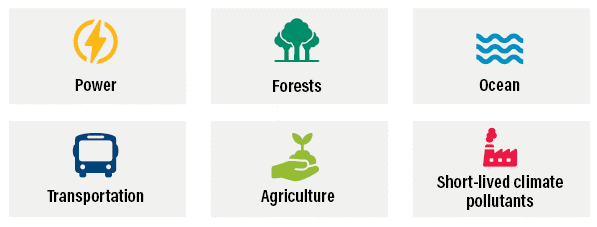 Power
Forests
Ocean
Transportation
Agriculture
Short-lived climate
pollutants